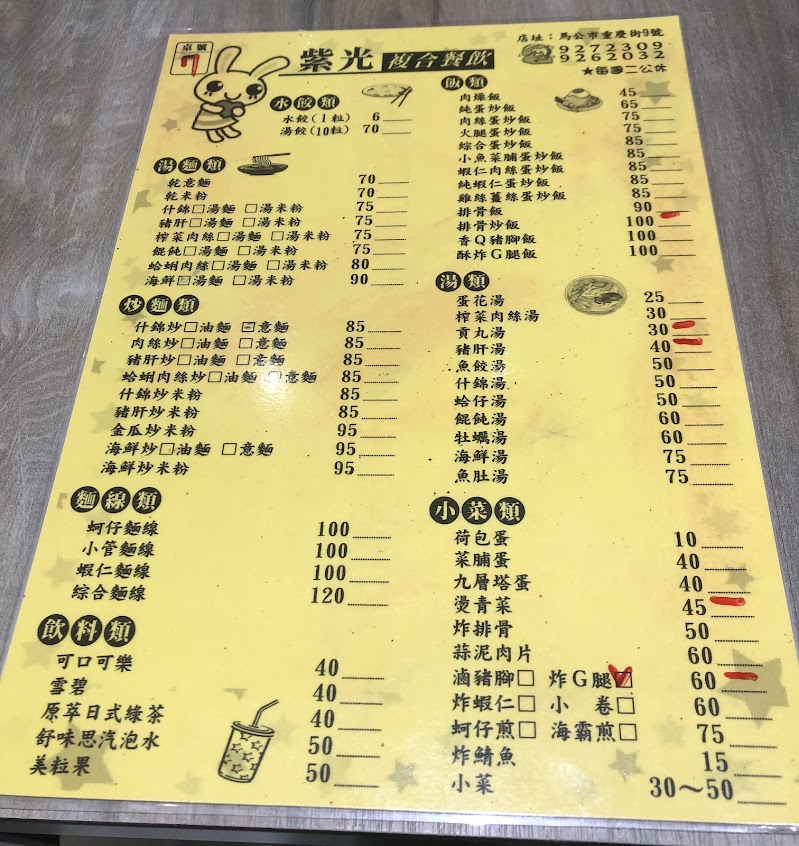 桌號
7
紫光 複合餐飲
店址：馬公市重慶街9號
9272309
9262032
★每週二公休
水餃類
水餃(1粒) 6
湯餃(10粒) 70
湯麵類
乾意麵 70
乾米粉 70
什錦□湯麵 □湯米粉 75
豬肝□湯麵 □湯米粉 75
榨菜肉絲□湯麵 □湯米粉 75
餛飩□湯麵 □湯米粉 75
蛤蜊肉絲□湯麵 □湯米粉 80
海鮮□湯麵 □湯米粉 90
炒麵類
什錦炒□油麵 □意麵 85
肉絲炒□油麵 □意麵 85
豬肝炒□油麵 □意麵 85
蛤蜊肉絲炒□油麵 □意麵 85
什錦炒米粉 85
豬肝炒米粉 85
金瓜炒米粉 95
海鮮炒□油麵 □意麵 95
海鮮炒米粉 95
麵線類
蚵仔麵線 100
小管麵線 100
蝦仁麵線 100
綜合麵線 120
飲料類
可口可樂 40
雪碧 40
原萃日式綠茶 40
舒味思汽泡水 50
美粒果 50
飯類
肉燥飯 45
純蛋炒飯 65
肉絲蛋炒飯 75
火腿蛋炒飯 75
綜合蛋炒飯 85
小魚菜脯蛋炒飯 85
蝦仁肉絲蛋炒飯 85
純蝦仁蛋炒飯 85
雞絲薑絲蛋炒飯 85
排骨飯 90
排骨炒飯 100
香Q豬腳飯 100
酥炸G腿飯 100
湯類
蛋花湯 25
榨菜肉絲湯 30
貢丸湯 30
豬肝湯 40
魚餃湯 50
什錦湯 50
蛤仔湯 50
餛飩湯 60
牡蠣湯 60
海鮮湯 75
魚肚湯 75
小菜類
荷包蛋 10
菜脯蛋 40
九層塔蛋 40
燙青菜 45
炸排骨 50
蒜泥肉片 60
滷豬腳□ 炸G腿☑ 60
炸蝦仁□ 小卷□ 60
蚵仔煎□ 海霸煎□ 75
炸鯖魚 15
小菜 30～50